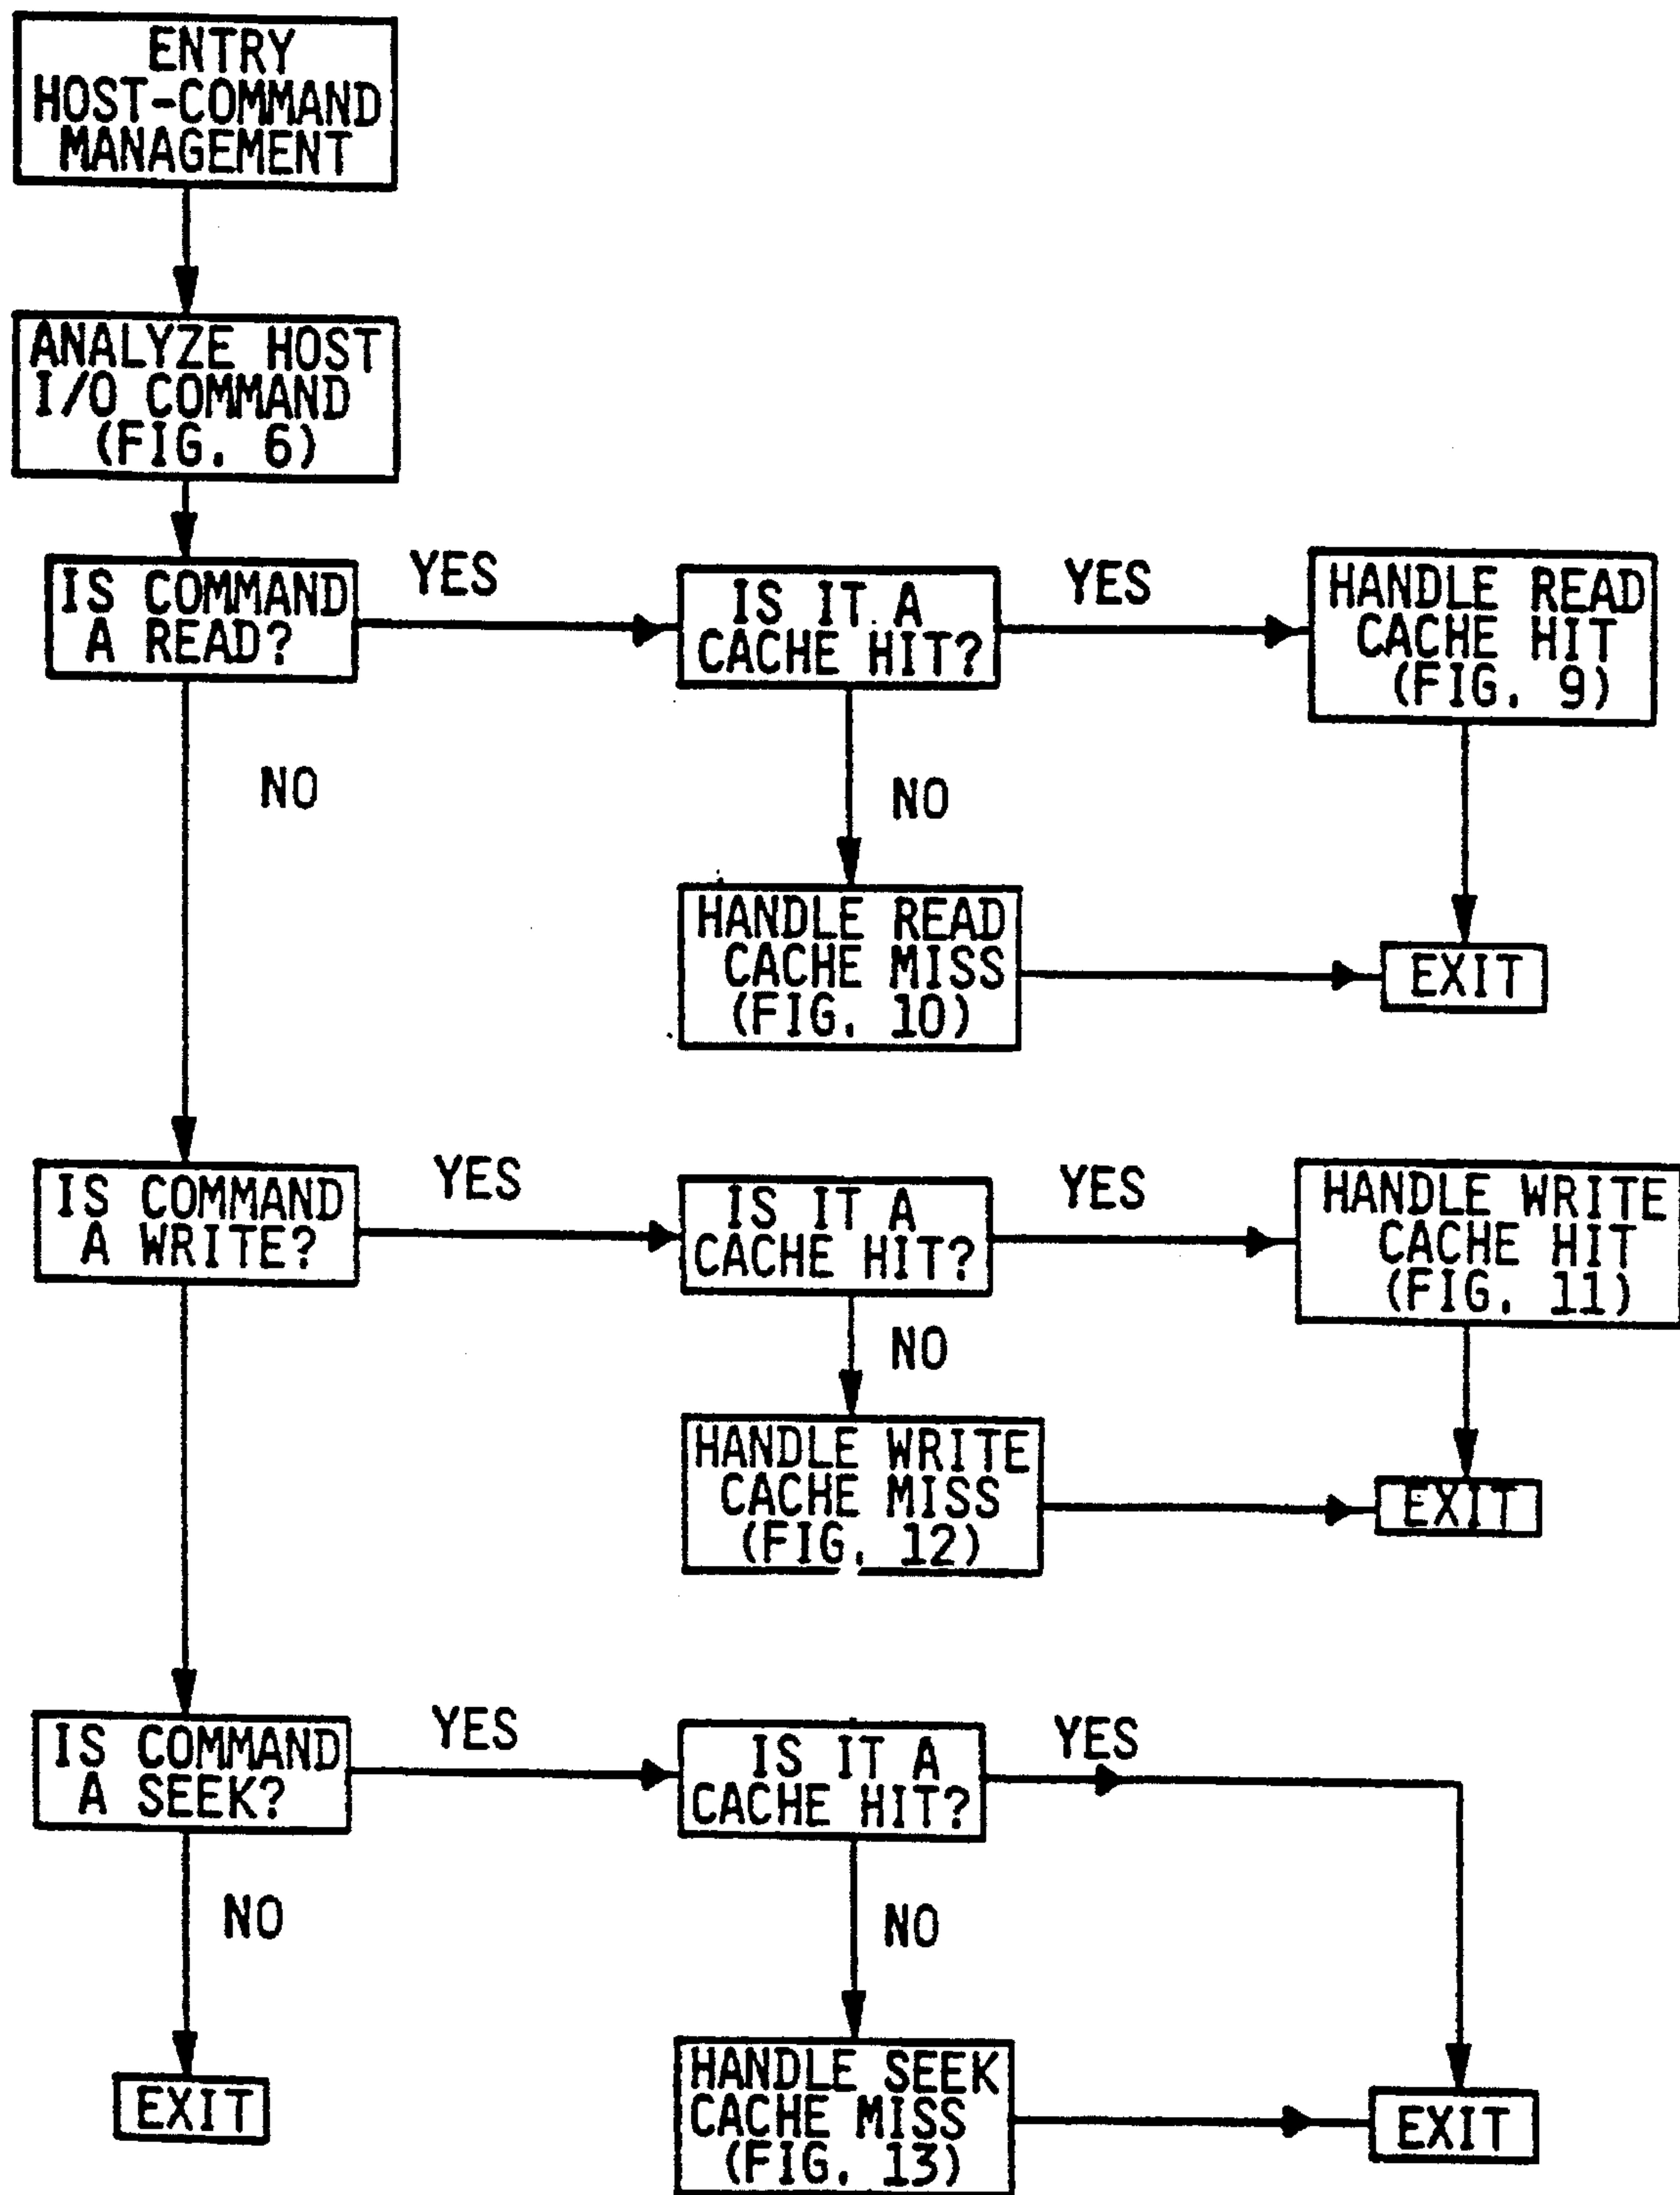 ENTRY
HOST-COMMAND
MANAGEMENT
ANALYZE HOST
I/O COMMAND
(FIG. 6)
IS COMMAND
A READ?
YES
IS IT A
CACHE HIT?
YES
HANDLE READ
CACHE HIT
(FIG. 9)
NO
NO
HANDLE READ
CACHE MISS
(FIG. 10)
EXIT
IS COMMAND
A WRITE?
YES
IS IT A
CACHE HIT?
YES
HANDLE WRITE
CACHE HIT
(FIG. 11)
NO
HANDLE WRITE
CACHE MISS
(FIG. 12)
EXIT
IS COMMAND
A SEEK?
YES
IS IT A
CACHE HIT?
YES
NO
NO
EXIT
HANDLE SEEK
CACHE MISS
(FIG. 13)
EXIT